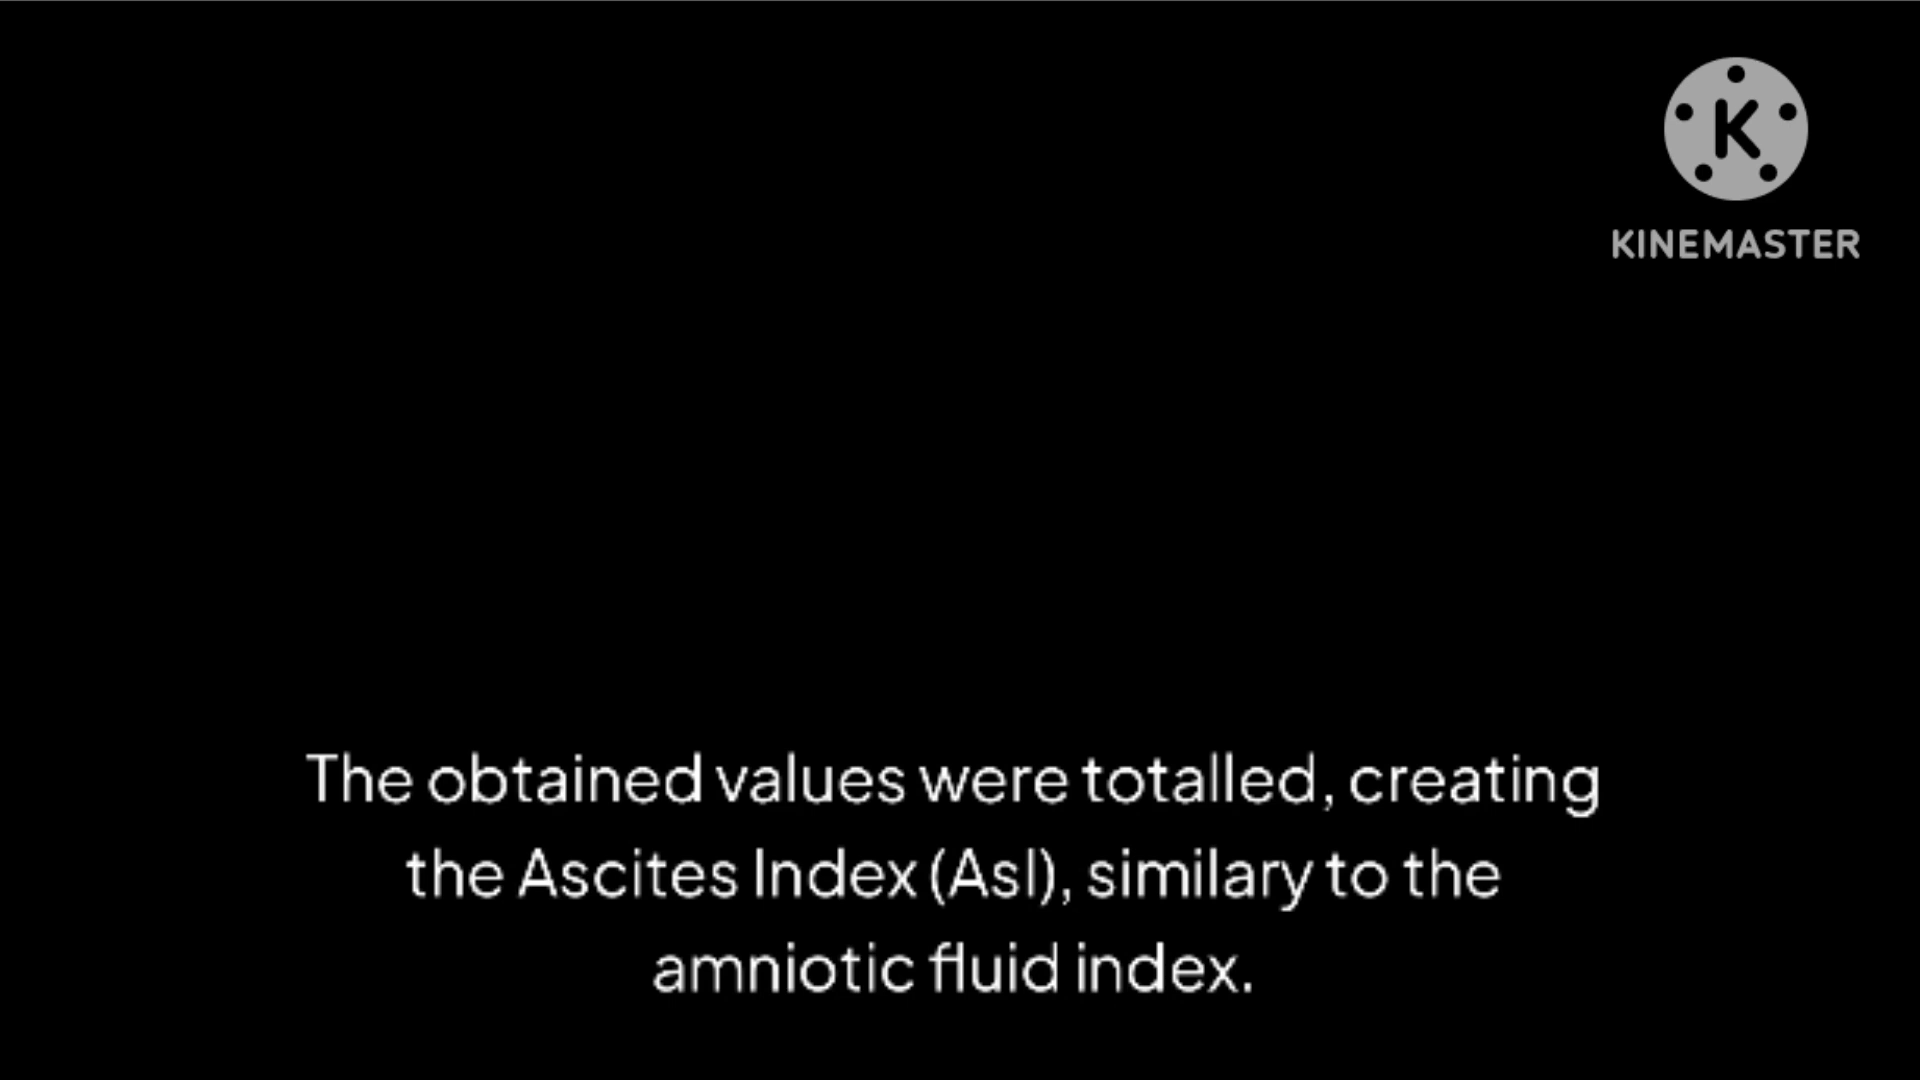 K
KINEMASTER
The obtained values were totalled, creating
the Ascites Index (AsI), similary to the
amniotic fluid index.